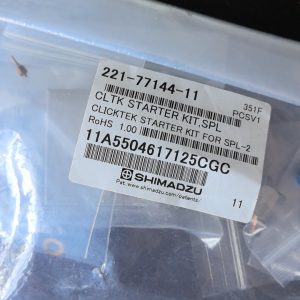 221-77144-11
351F
PCSV1
CLTK STARTER KIT,SPL
CLICKTEK STARTER KIT FOR SPL-2
RoHS 1.00
11A5504617125CGC
SHIMADZU
Pat.:www.shimadzu.com/patents/
11